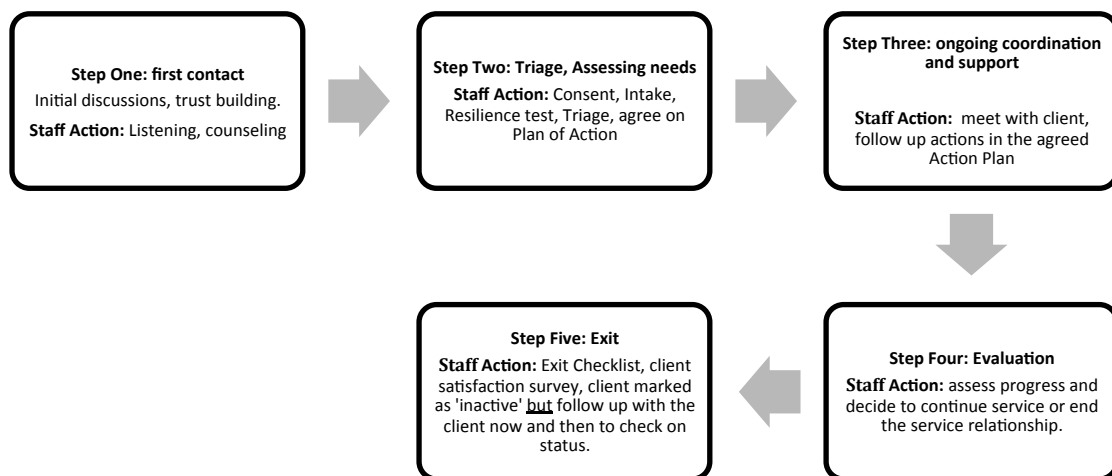 Step One: first contact
Initial discussions, trust building.
Staff Action: Listening, counseling
Step Two: Triage, Assessing needs
Staff Action: Consent, Intake,
Resilience test, Triage, agree on
Plan of Action
Step Three: ongoing coordination
and support
Staff Action: meet with client,
follow up actions in the agreed
Action Plan
Step Four: Evaluation
Staff Action: assess progress and
decide to continue service or end
the service relationship.
Step Five: Exit
Staff Action: Exit Checklist, client
satisfaction survey, client marked
as 'inactive' but follow up with the
client now and then to check on
status.